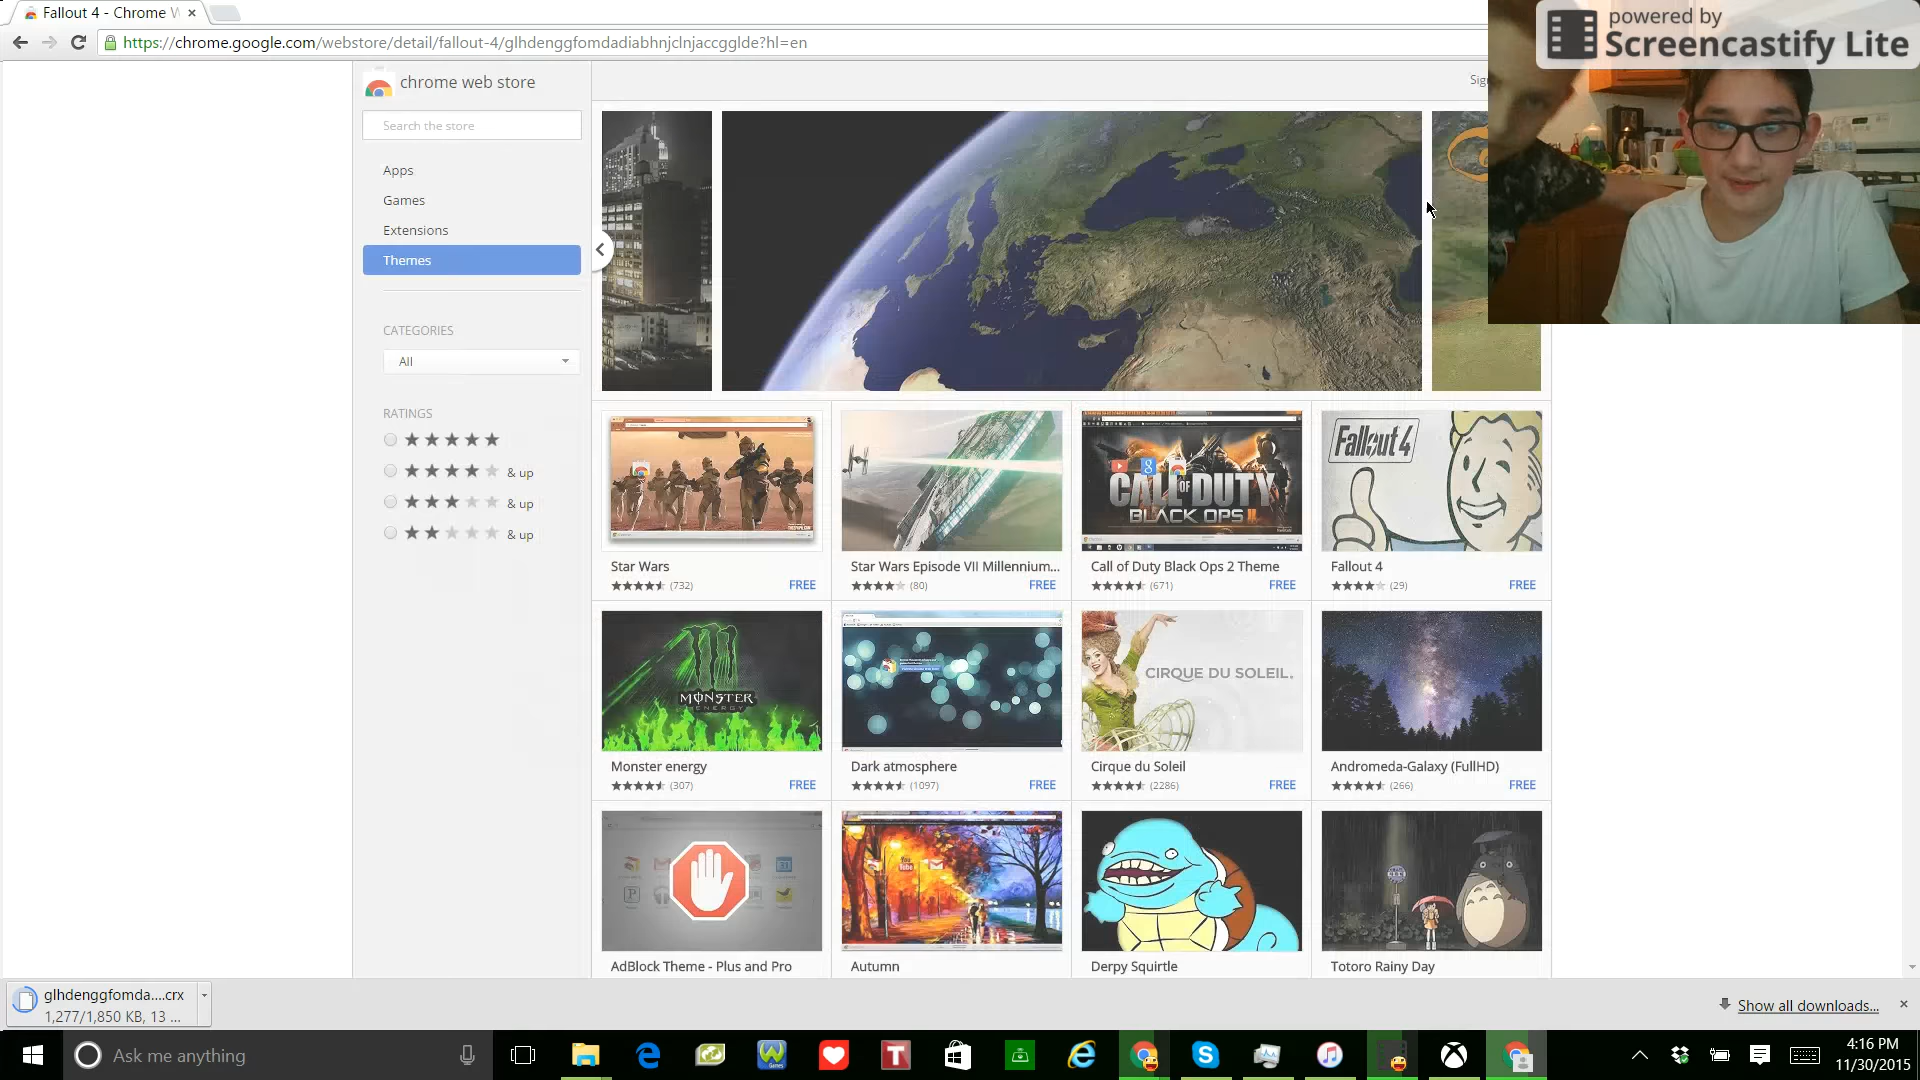 Fallout 4 - Chrome W
https://chrome.google.com/webstore/detail/fallout-4/glhdenggfomdadiabhnjclnjaccgglde?hl=en
powered by
Screencastify Lite
chrome web store
Search the store
Sig
Apps
Games
Extensions
Themes
CATEGORIES
All
RATINGS
& up
& up
& up
Fallout 4
CALL OF DUTY
BLACK OPS II
Star Wars
(732) FREE
Star Wars Episode VII Millennium...
(80) FREE
Call of Duty Black Ops 2 Theme
(671) FREE
Fallout 4
(29) FREE
MONSTER
ENERGY
CIRQUE DU SOLEIL.
Monster energy
(307) FREE
Dark atmosphere
(1097) FREE
Cirque du Soleil
(2286) FREE
Andromeda-Galaxy (FullHD)
(266) FREE
AdBlock Theme - Plus and Pro
Autumn
Derpy Squirtle
Totoro Rainy Day
glhdenggfomda....crx
1,277/1,850 KB, 13 ...
Show all downloads...
Ask me anything
4:16 PM
11/30/2015